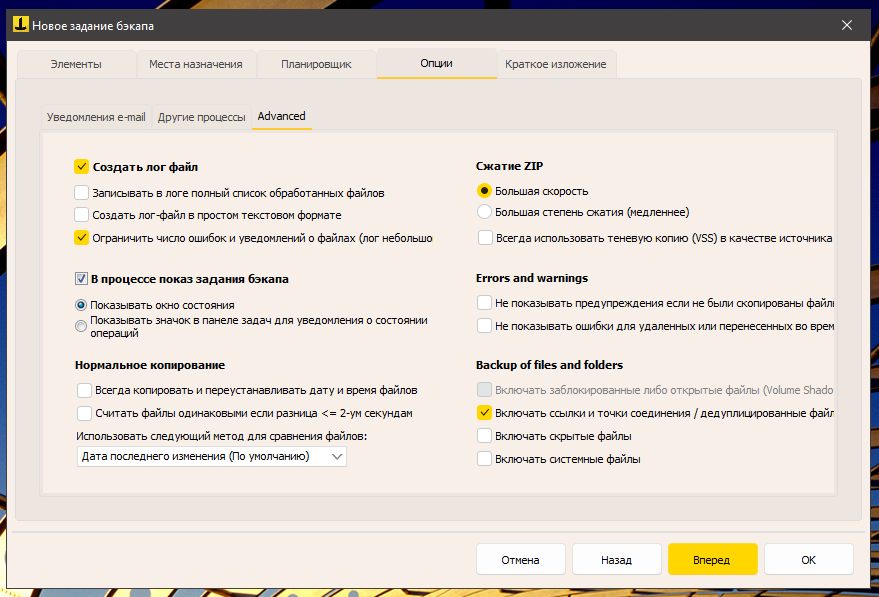 Новое задание бэкапа
Элементы
Места назначения
Планировщик
Опции
Краткое изложение
Уведомления e-mail
Другие процессы
Advanced
Создать лог файл
Записывать в логе полный список обработанных файлов
Создать лог-файл в простом текстовом формате
Ограничить число ошибок и уведомлений о файлах (лог небольшо
В процессе показ задания бэкапа
Показывать окно состояния
Показывать значок в панеле задач для уведомления о состоянии
операций
Нормальное копирование
Всегда копировать и переустанавливать дату и время файлов
Считать файлы одинаковыми если разница <= 2-ум секундам
Использовать следующий метод для сравнения файлов:
Дата последнего изменения (По умолчанию)
Сжатие ZIP
Большая скорость
Большая степень сжатия (медленнее)
Всегда использовать теневую копию (VSS) в качестве источника
Errors and warnings
Не показывать предупреждения если не были скопированы файлы
Не показывать ошибки для удаленных или перенесенных во врем
Backup of files and folders
Включать заблокированные либо открытые файлы (Volume Shado
Включать ссылки и точки соединения / дедуплицированные файл
Включать скрытые файлы
Включать системные файлы
Отмена
Назад
Вперед
OK